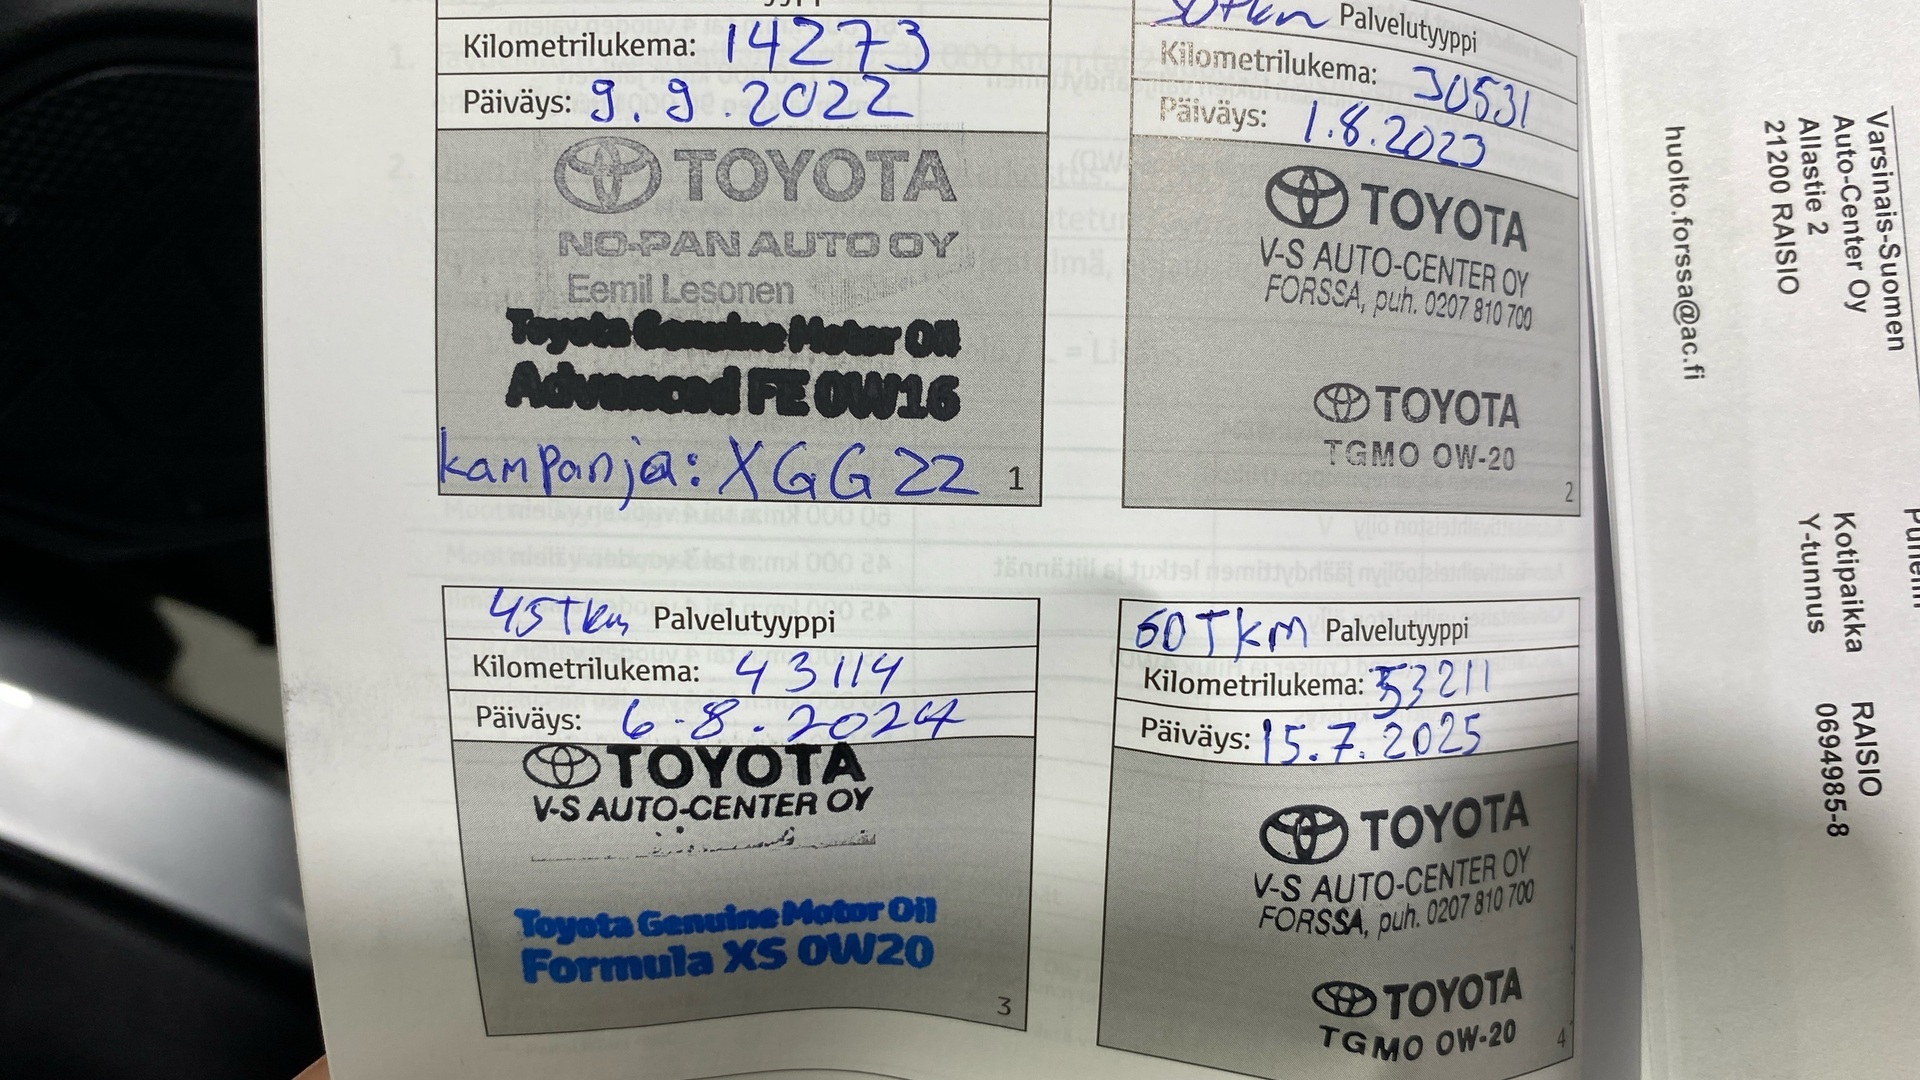 Kilometrilukema: 14273
Päiväys: 9.9.2022
TOYOTA
NO-PAN AUTO OY
Eemil Lesonen
Toyota Genuine Motor Oil
Advanced FE 0W16
kampanja: XGG22
1
30tkm Palvelutyyppi
Kilometrilukema: 30531
Päiväys: 1.8.2023
TOYOTA
V-S AUTO-CENTER OY
FORSSA, puh. 0207 810 700
TOYOTA
TGMO 0W-20
2
45Tkm Palvelutyyppi
Kilometrilukema: 43114
Päiväys: 6-8.2024
TOYOTA
V-S AUTO-CENTER OY
Toyota Genuine Motor Oil
Formula XS 0W20
3
60TKM Palvelutyyppi
Kilometrilukema: 53211
Päiväys: 15.7.2025
TOYOTA
V-S AUTO-CENTER OY
FORSSA, puh. 0207 810 700
TOYOTA
TGMO 0W-20
4
Varsinais-Suomen
Auto-Center Oy
Allastie 2
21200 RAISIO
huolto.forssa@ac.fi
Kotipaikka RAISIO
Y-tunnus 0694985-8